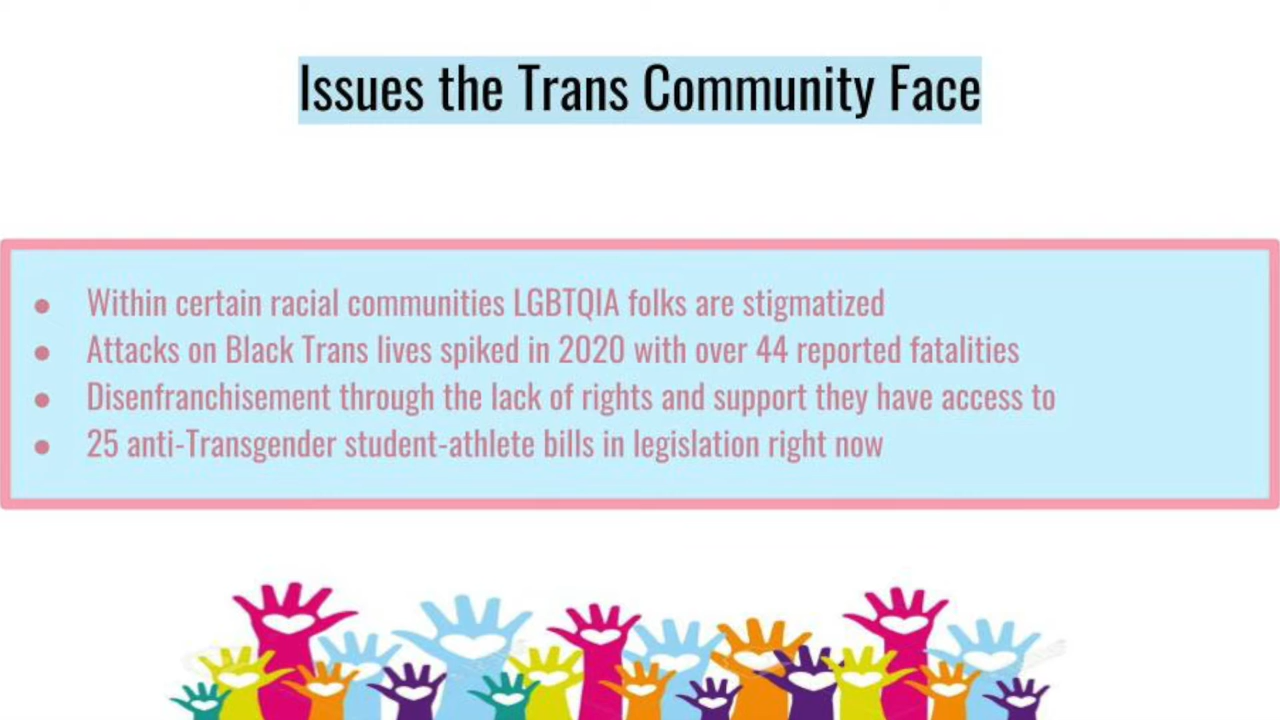 Issues the Trans Community Face
● Within certain racial communities LGBTQIA folks are stigmatized
● Attacks on Black Trans lives spiked in 2020 with over 44 reported fatalities
● Disenfranchisement through the lack of rights and support they have access to
● 25 anti-Transgender student-athlete bills in legislation right now